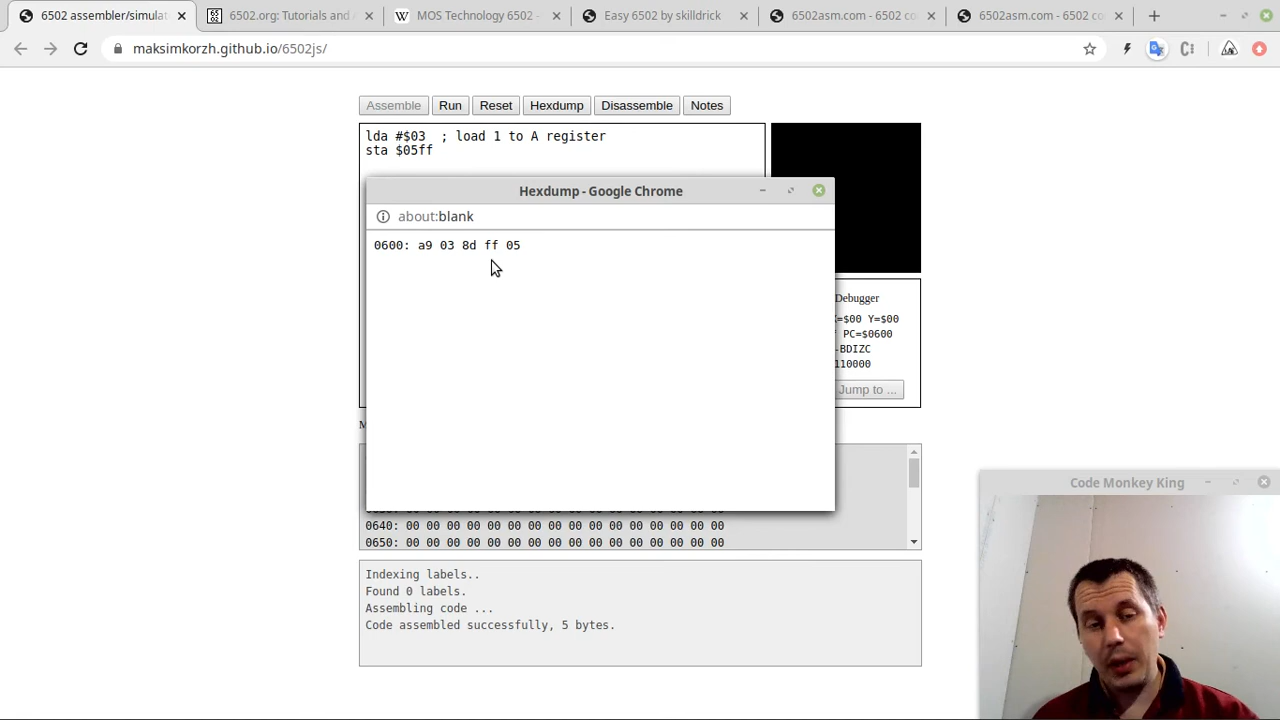 6502 assembler/simulat
6502.org: Tutorials and
MOS Technology 6502 -
Easy 6502 by skilldrick
6502asm.com - 6502 co
6502asm.com - 6502 co
maksimkorzh.github.io/6502js/
Assemble Run Reset Hexdump Disassemble Notes
lda #$03 ; load 1 to A register
sta $05ff
Hexdump - Google Chrome
about:blank
0600: a9 03 8d ff 05
Debugger
=$00 Y=$00
PC=$0600
-BDIZC
110000
Jump to ...
Code Monkey King
0640: 00 00 00 00 00 00 00 00 00 00 00 00 00 00 00 00
0650: 00 00 00 00 00 00 00 00 00 00 00 00 00 00 00 00
Indexing labels..
Found 0 labels.
Assembling code ...
Code assembled successfully, 5 bytes.